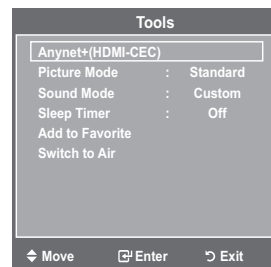 Tools
Anynet+(HDMI-CEC)
Picture Mode : Standard
Sound Mode : Custom
Sleep Timer : Off
Add to Favorite
Switch to Air
Move Enter Exit